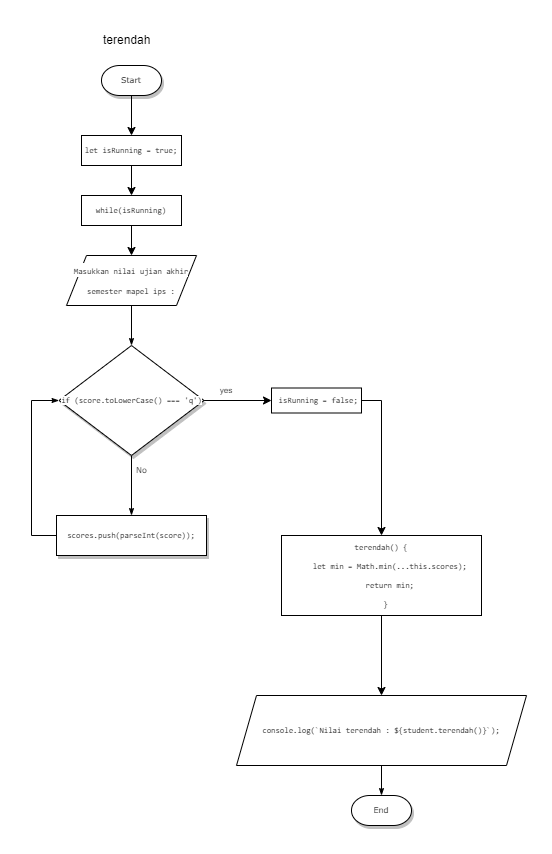 terendah
Start
let isRunning = true;
while(isRunning)
Masukkan nilai ujian akhir
semester mapel ips :
if (score.toLowerCase() === 'q')
yes
isRunning = false;
No
scores.push(parseInt(score));
terendah() {
let min = Math.min(...this.scores);
return min;
}
console.log(`Nilai terendah : ${student.terendah()}`);
End